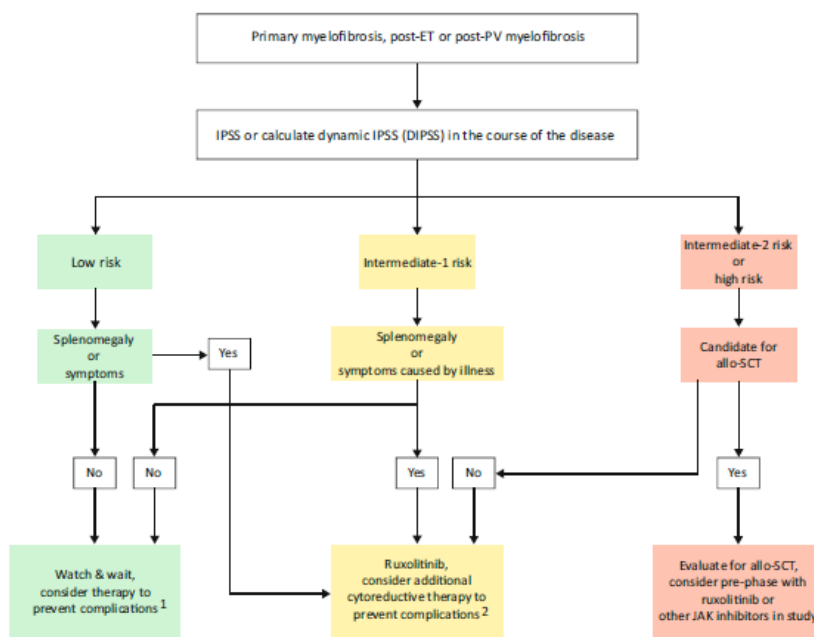 Primary myelofibrosis, post-ET or post-PV myelofibrosis
IPSS or calculate dynamic IPSS (DIPSS) in the course of the disease
Low risk
Intermediate-1 risk
Intermediate-2 risk
or
high risk
Splenomegaly
or
symptoms
Yes
Splenomegaly
or
symptoms caused by illness
Candidate for
allo-SCT
No
No
Yes
No
Yes
Watch & wait,
consider therapy to
prevent complications 1
Ruxolitinib,
consider additional
cytoreductive therapy to
prevent complications 2
Evaluate for allo-SCT,
consider pre-phase with
ruxolitinib or
other JAK inhibitors in study